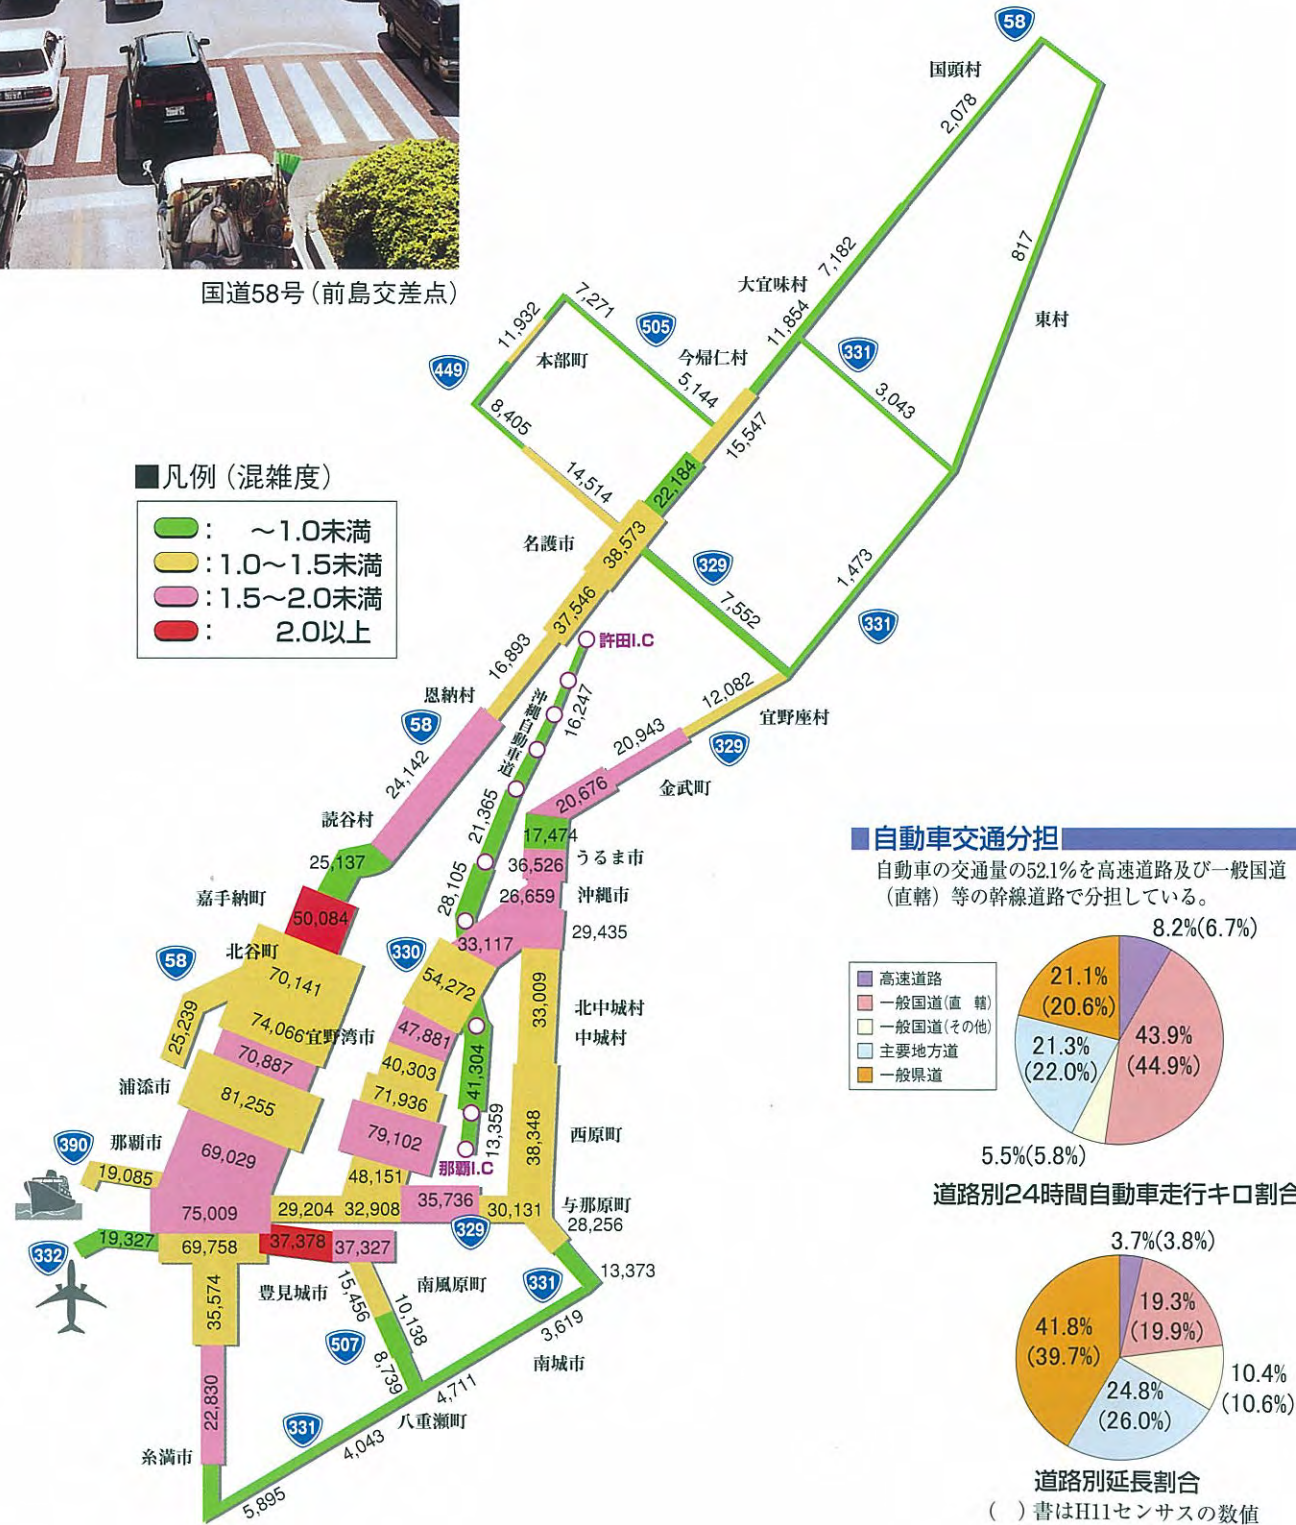 国道58号（前島交差点）
■凡例（混雑度）
： ～1.0未満
：1.0～1.5未満
：1.5～2.0未満
： 2.0以上
58
国頭村
2,078
817
東村
7,182
大宜味村
11,854
331
3,043
7,271
505
11,932
本部町
今帰仁村
5,144
449
8,405
15,547
14,514
22,184
名護市
38,573
329
7,552
1,473
331
37,546
許田I.C
16,893
恩納村
沖縄自動車道
16,247
12,082
宜野座村
58
20,943
329
24,142
金武町
20,676
21,365
読谷村
17,474
25,137
36,526
うるま市
28,105
26,659
沖縄市
嘉手納町
50,084
33,117
29,435
北谷町
58
330
70,141
54,272
33,009
北中城村
25,239
74,066
宜野湾市
47,881
中城村
70,887
40,303
41,304
浦添市
81,255
71,936
79,102
13,359
38,348
西原町
390
那覇市
69,029
19,085
那覇I.C
48,151
75,009
29,204
32,908
35,736
30,131
与那原町
28,256
329
332
19,327
69,758
37,378
37,327
13,373
35,574
豊見城市
15,456
南風原町
331
10,138
3,619
507
8,739
南城市
4,711
22,830
八重瀬町
331
4,043
糸満市
5,895
■自動車交通分担
自動車の交通量の52.1%を高速道路及び一般国道
（直轄）等の幹線道路で分担している。
8.2%(6.7%)
高速道路
一般国道（直 轄）
一般国道（その他）
主要地方道
一般県道
21.1%
(20.6%)
43.9%
(44.9%)
21.3%
(22.0%)
5.5%(5.8%)
道路別24時間自動車走行キロ割合
3.7%(3.8%)
19.3%
(19.9%)
41.8%
(39.7%)
10.4%
(10.6%)
24.8%
(26.0%)
道路別延長割合
（ ）書はH11センサスの数値